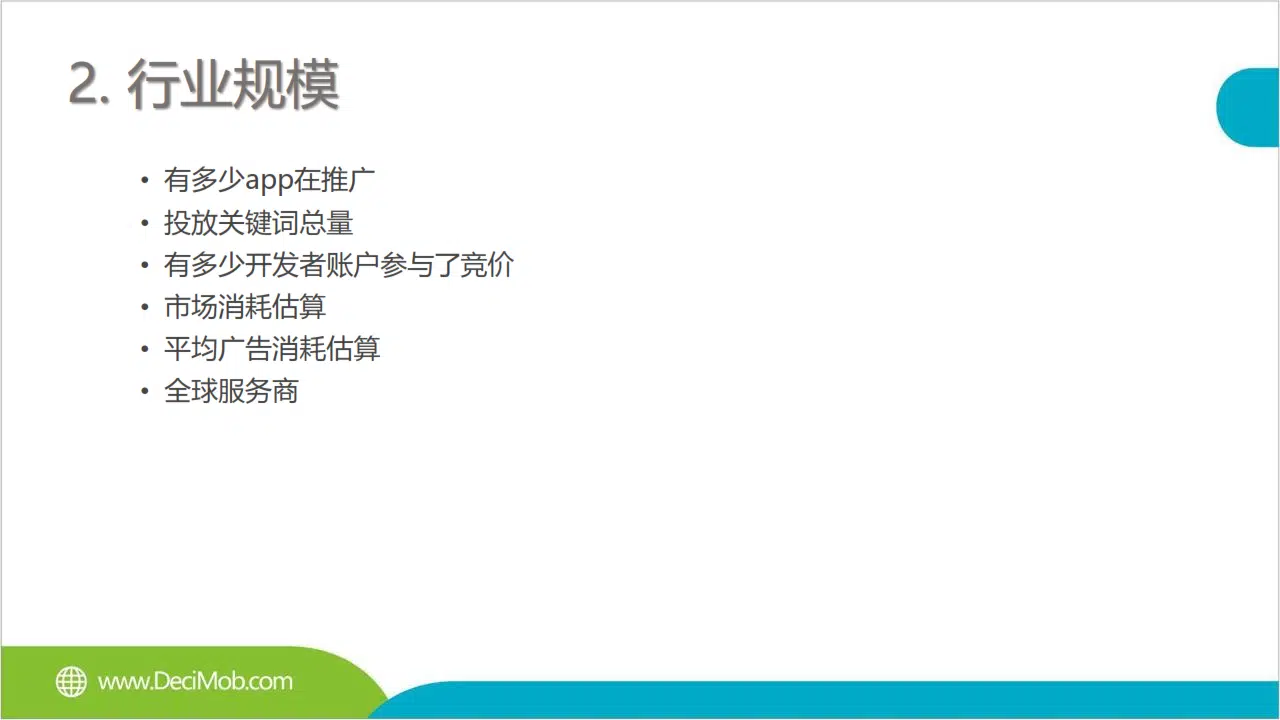 2. 行业规模
• 有多少app在推广
• 投放关键词总量
• 有多少开发者账户参与了竞价
• 市场消耗估算
• 平均广告消耗估算
• 全球服务商
www.DeciMob.com